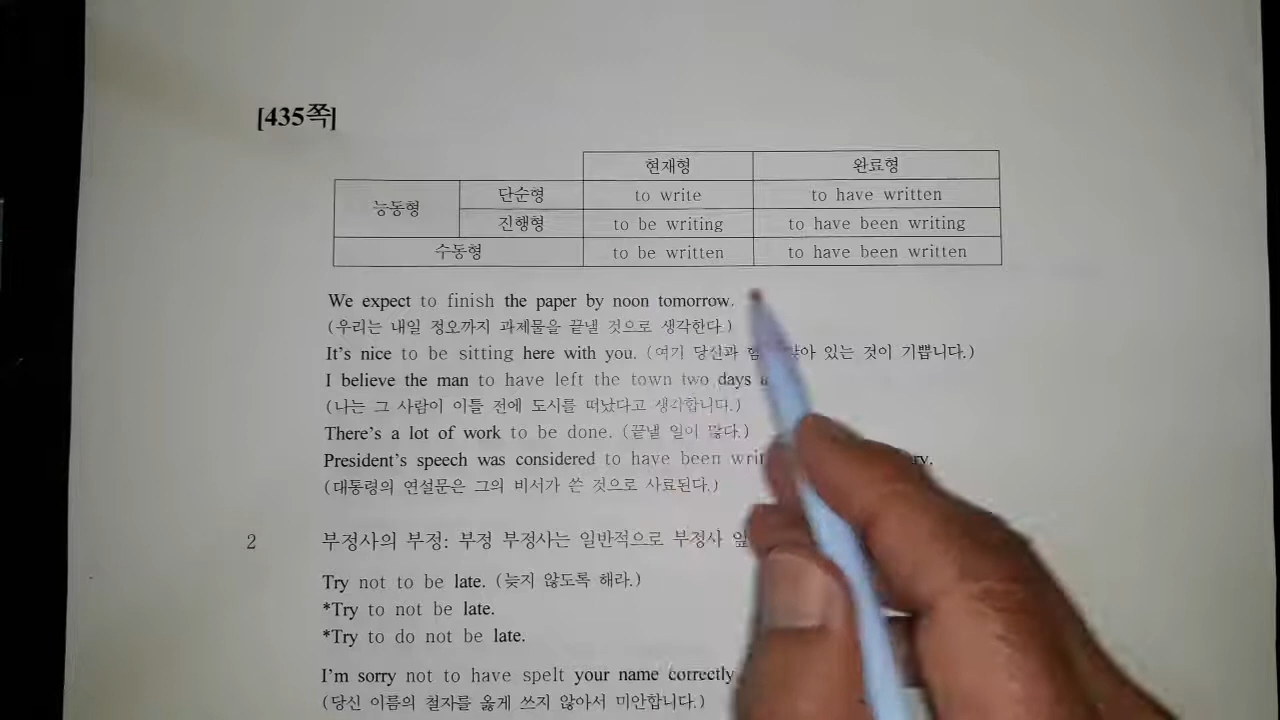 [435쪽]
현재형 완료형
능동형 단순형 to write to have written
진행형 to be writing to have been writing
수동형 to be written to have been written
We expect to finish the paper by noon tomorrow.
(우리는 내일 정오까지 과제물을 끝낼 것으로 생각한다.)
It's nice to be sitting here with you. (여기 당신과 있는 것이 기쁩니다.)
I believe the man to have left the town two days
(나는 그 사람이 이틀 전에 도시를 떠났다고 생각합니다.)
There's a lot of work to be done. (끝낼 일이 많다.)
President's speech was considered to have been
(대통령의 연설문은 그의 비서가 쓴 것으로 사료된다.)
2 부정사의 부정: 부정 부정사는 일반적으로 부정사
Try not to be late. (늦지 않도록 해라.)
*Try to not be late.
*Try to do not be late.
I'm sorry not to have spelt your name correctly
(당신 이름의 철자를 옳게 쓰지 않아서 미안합니다.)